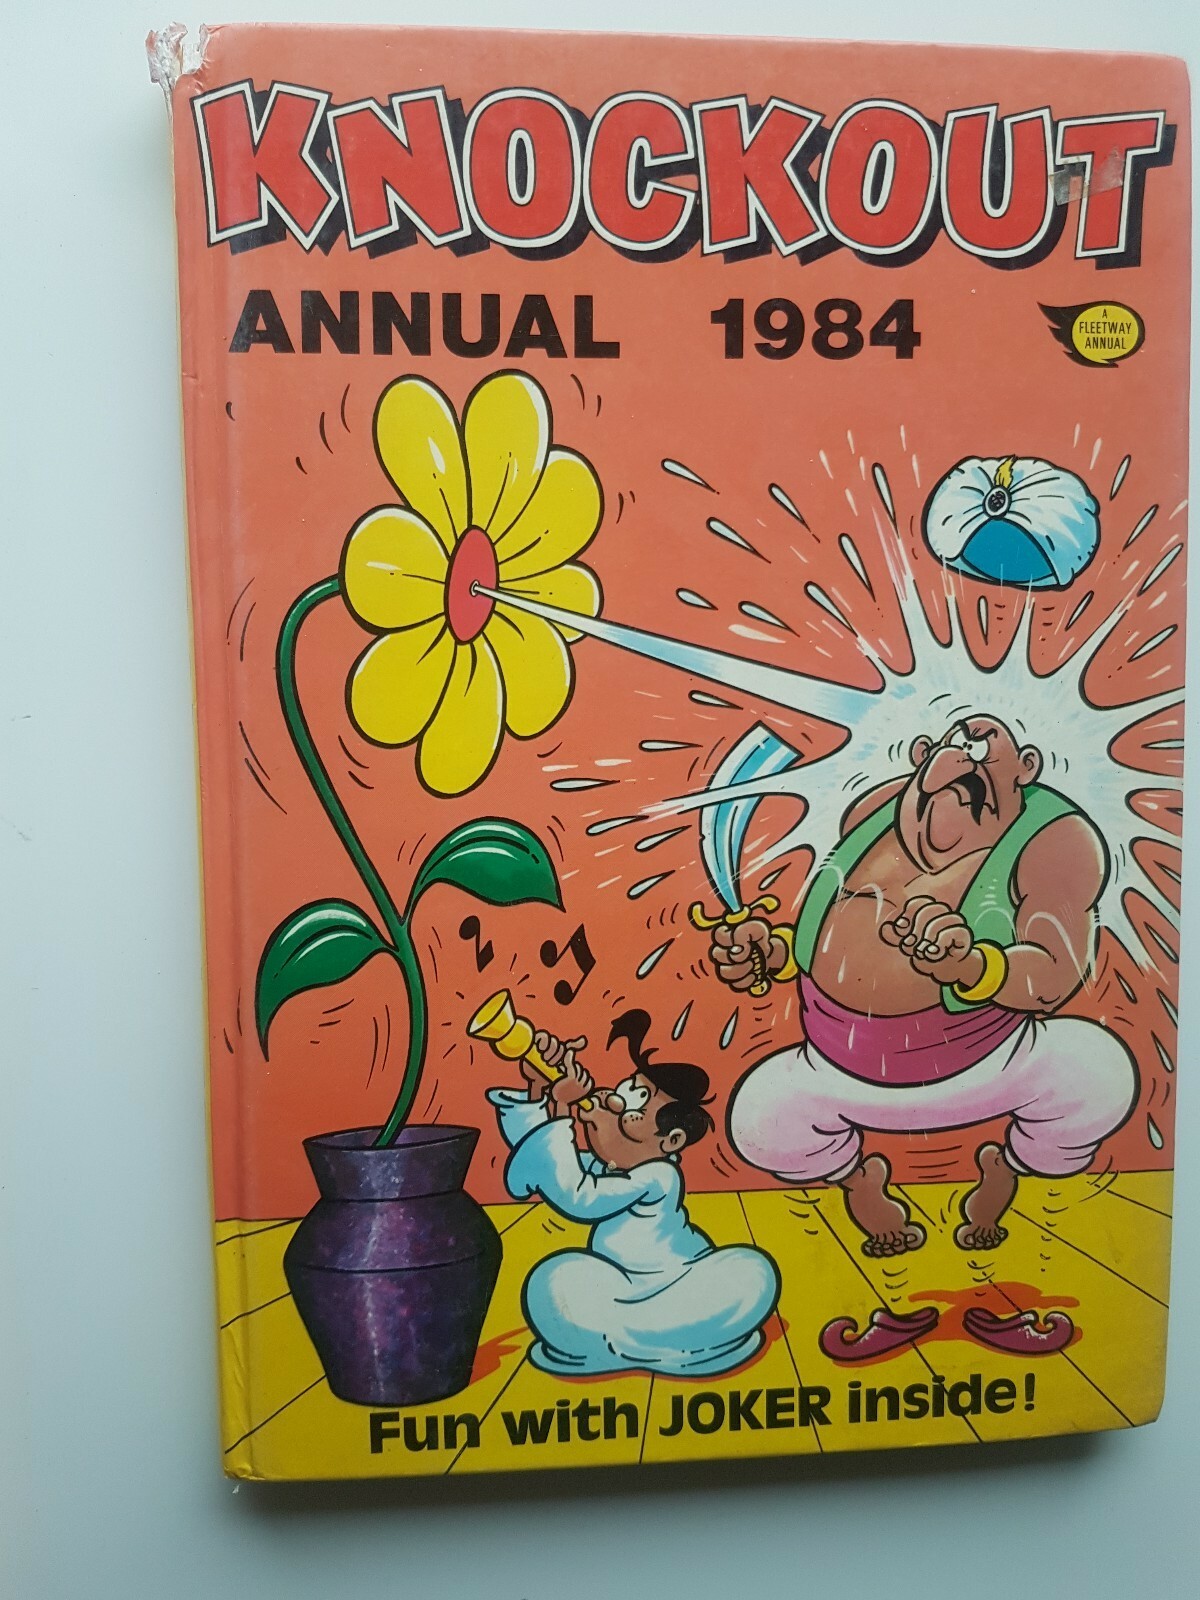 KNOCKOUT
ANNUAL 1984
A
FLEETWAY
ANNUAL
Fun with JOKER inside!